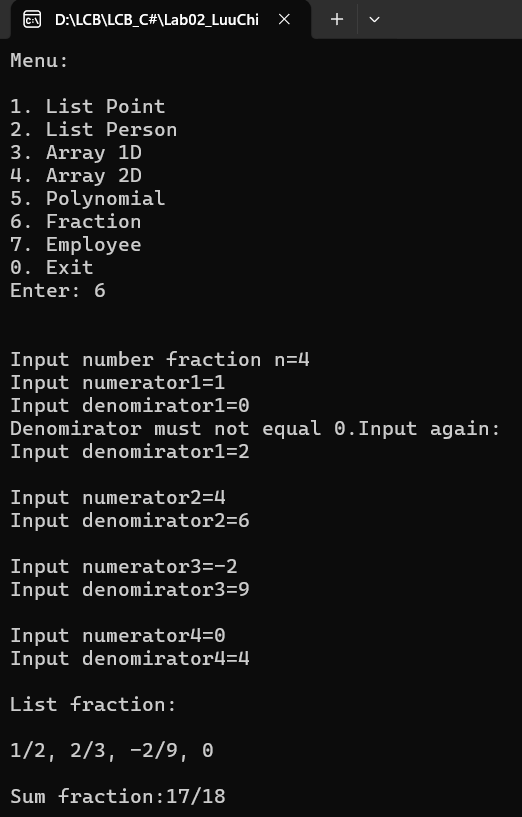 D:\LCB\LCB_C#\Lab02_LuuChi
Menu:
1. List Point
2. List Person
3. Array 1D
4. Array 2D
5. Polynomial
6. Fraction
7. Employee
0. Exit
Enter: 6
Input number fraction n=4
Input numerator1=1
Input denomirator1=0
Denomirator must not equal 0.Input again:
Input denomirator1=2
Input numerator2=4
Input denomirator2=6
Input numerator3=-2
Input denomirator3=9
Input numerator4=0
Input denomirator4=4
List fraction:
1/2, 2/3, -2/9, 0
Sum fraction:17/18